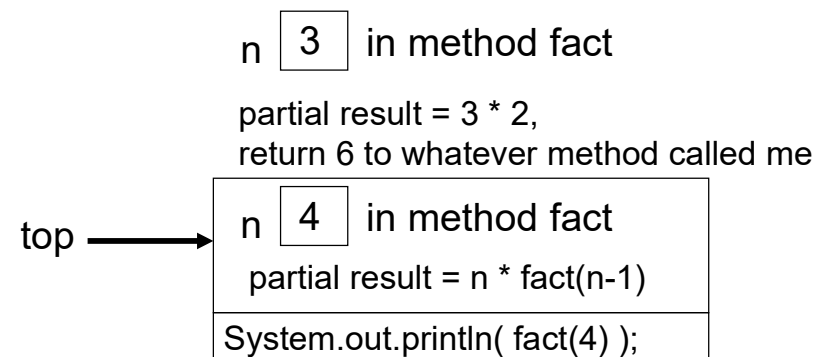 n 3 in method fact
partial result = 3 * 2,
return 6 to whatever method called me
top n 4 in method fact
partial result = n * fact(n-1)
System.out.println( fact(4) );